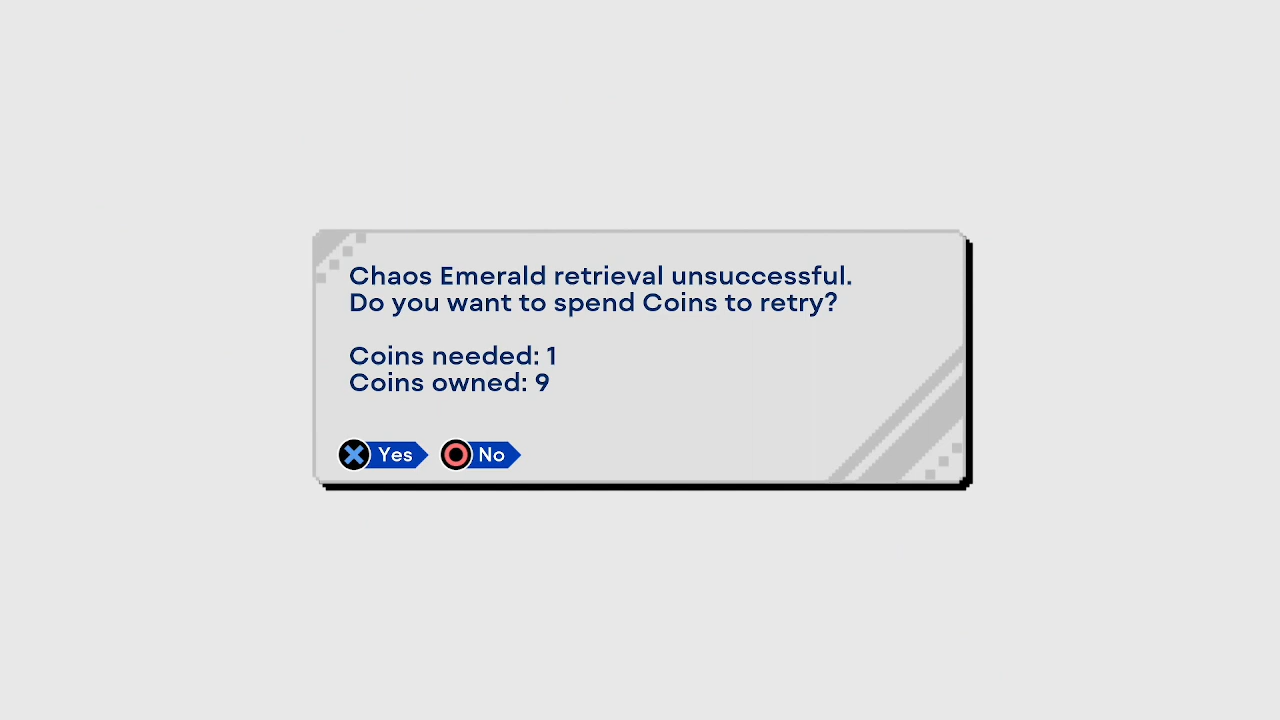 Chaos Emerald retrieval unsuccessful.
Do you want to spend Coins to retry?
Coins needed: 1
Coins owned: 9
Yes No